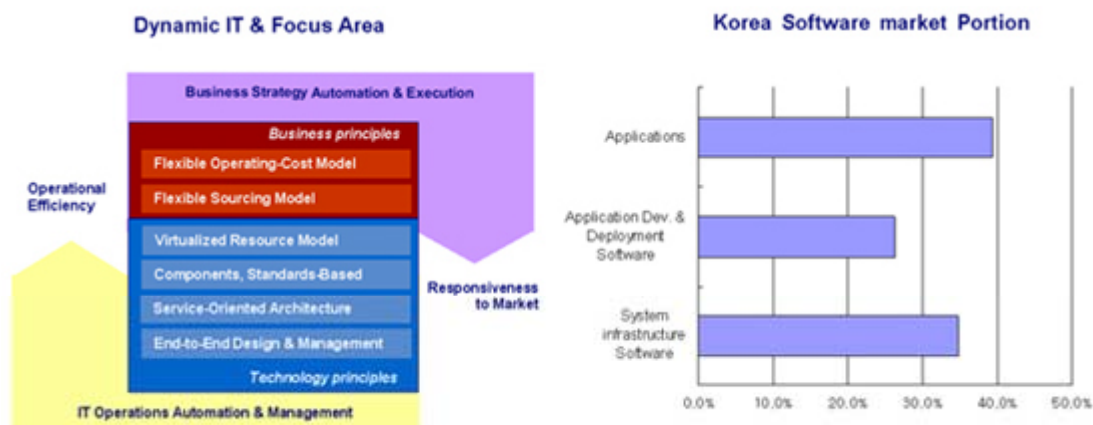 Dynamic IT & Focus Area
Business Strategy Automation & Execution
Business principles
Flexible Operating-Cost Model
Flexible Sourcing Model
Operational
Efficiency
Virtualized Resource Model
Components, Standards-Based
Service-Oriented Architecture
End-to-End Design & Management
Technology principles
Responsiveness
to Market
IT Operations Automation & Management
Korea Software market Portion
Applications
Application Dev. &
Deployment
Software
System
infrastructure
Software
0.0% 10.0% 20.0% 30.0% 40.0% 50.0%